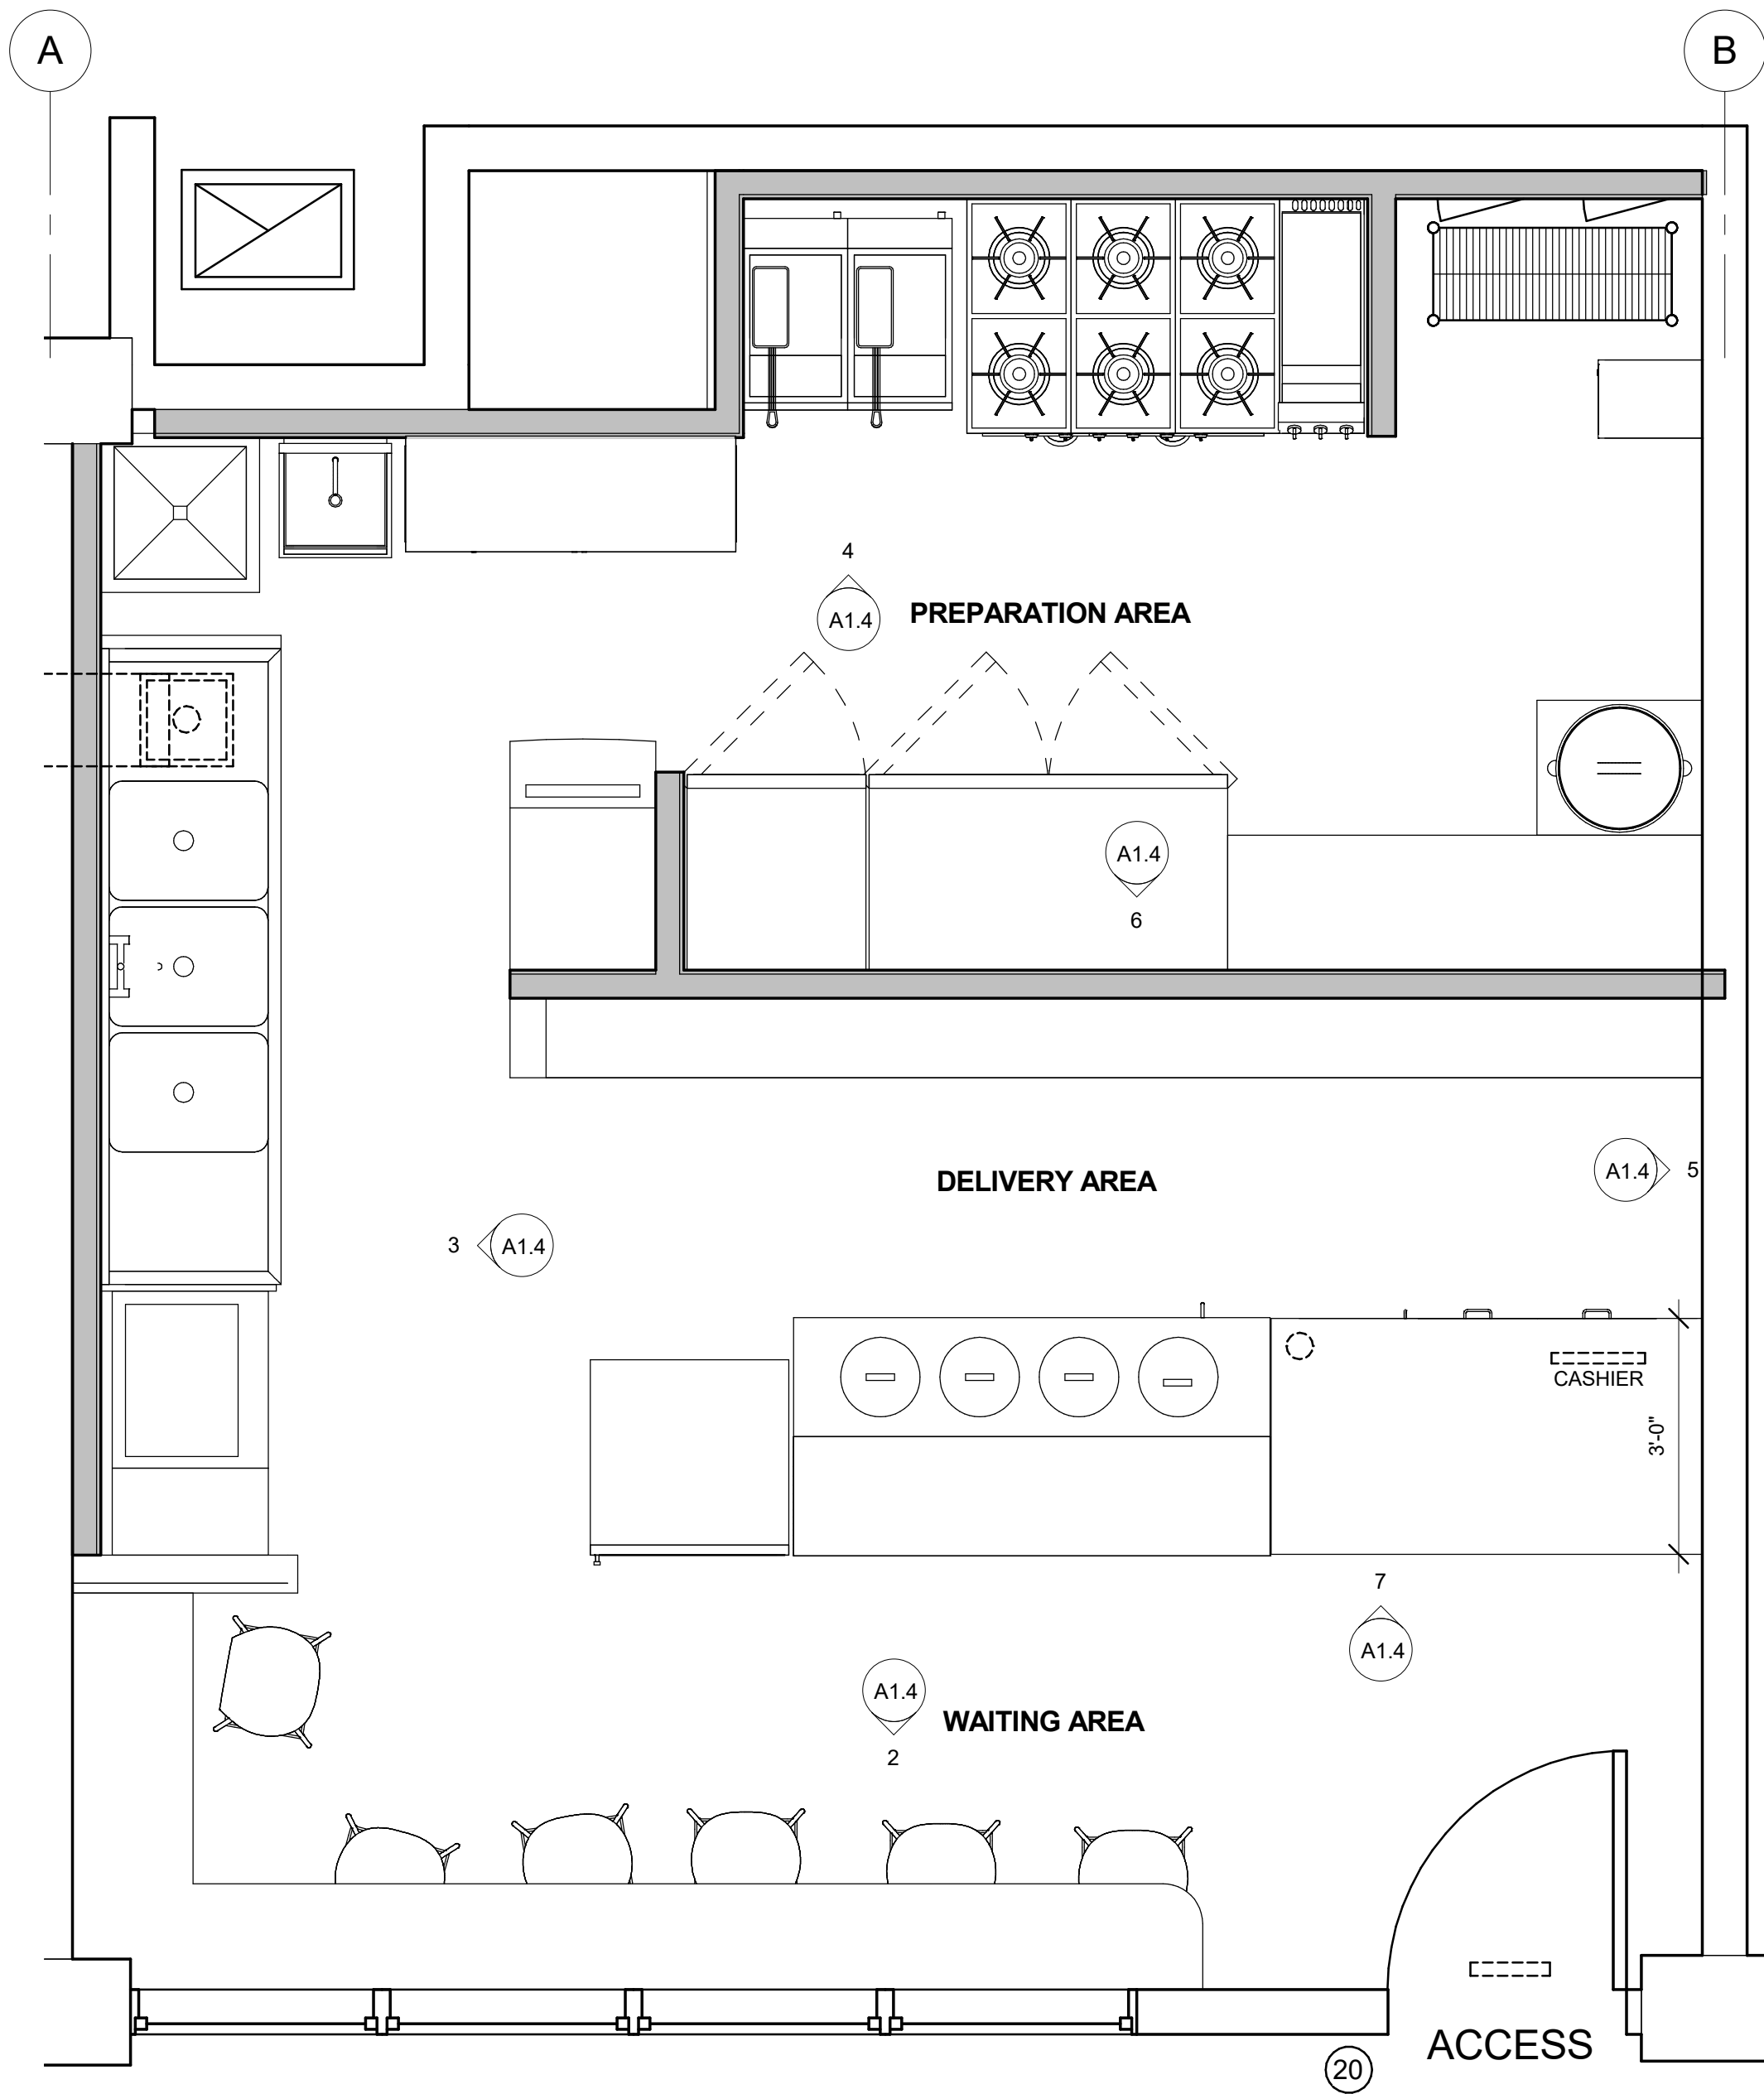 A
B
4
A1.4
PREPARATION AREA
A1.4
6
DELIVERY AREA
A1.4
5
3
A1.4
CASHIER
3'-0"
7
A1.4
A1.4
WAITING AREA
2
ACCESS
20